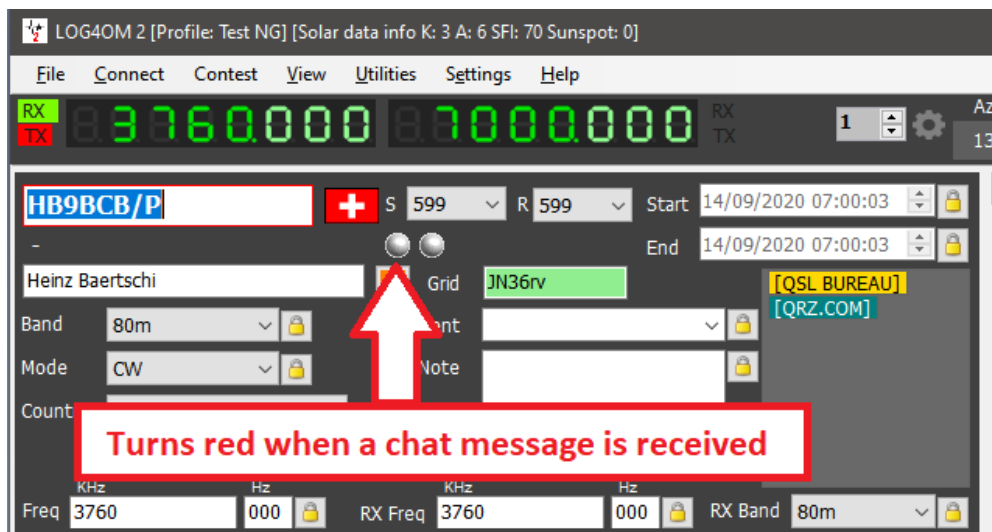 LOG4OM 2 [Profile: Test NG] [Solar data info K: 3 A: 6 SFI: 70 Sunspot: 0]
File Connect Contest View Utilities Settings Help
RX 3760.000 7000.000 RX 1 Az
TX TX 13
HB9BCB/P S 599 R 599 Start 14/09/2020 07:00:03
- End 14/09/2020 07:00:03
Heinz Baertschi Grid JN36rv [QSL BUREAU]
[QRZ.COM]
Band 80m
Mode CW Note
Count
Turns red when a chat message is received
KHz Hz KHz Hz
Freq 3760 000 RX Freq 3760 000 RX Band 80m